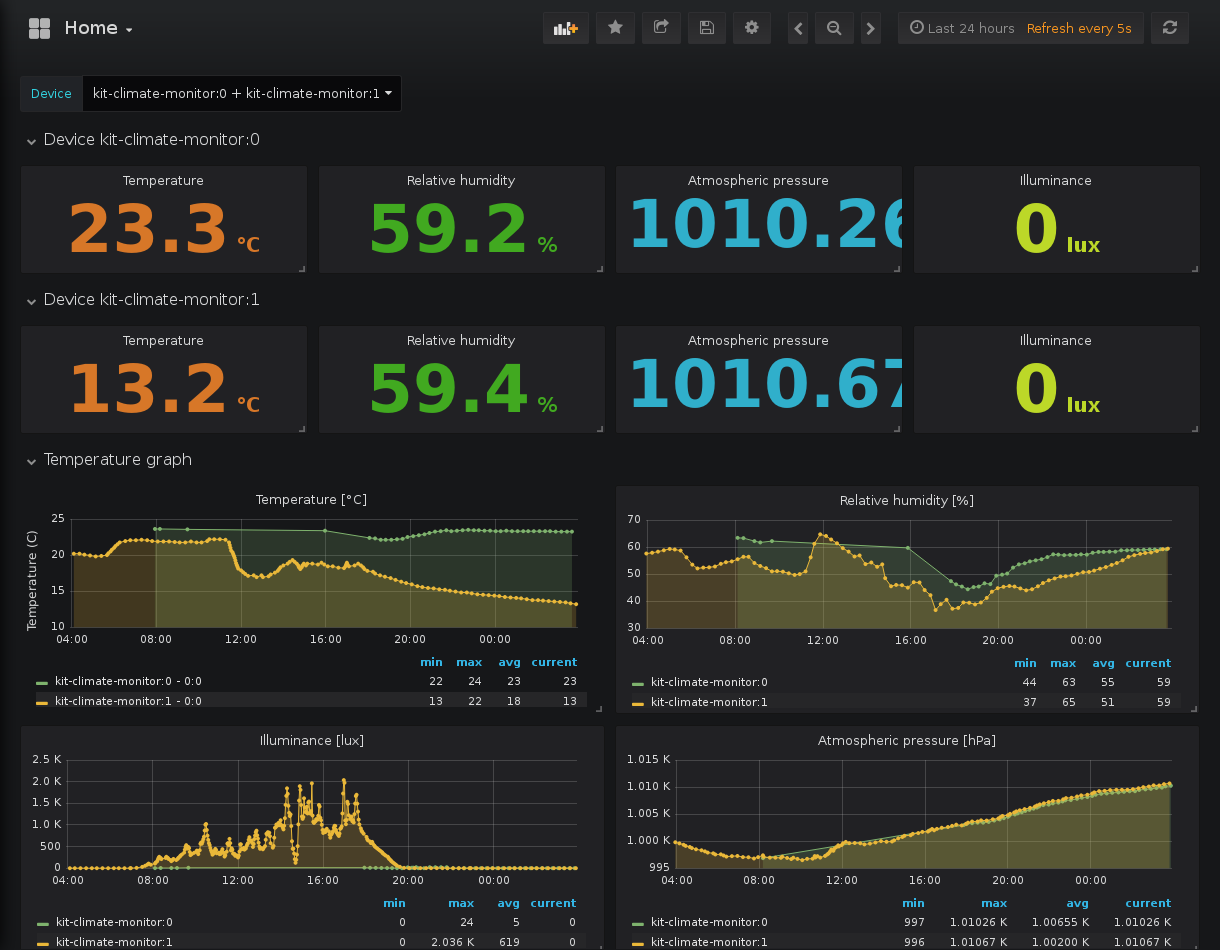 Home
Last 24 hours Refresh every 5s
Device kit-climate-monitor:0 + kit-climate-monitor:1
Device kit-climate-monitor:0
Temperature Relative humidity Atmospheric pressure Illuminance
23.3 °C 59.2 % 1010.26 0 lux
Device kit-climate-monitor:1
Temperature Relative humidity Atmospheric pressure Illuminance
13.2 °C 59.4 % 1010.67 0 lux
Temperature graph
Temperature [°C]
Temperature (C)
25
20
15
10
04:00 08:00 12:00 16:00 20:00 00:00
min max avg current
kit-climate-monitor:0 - 0:0 22 24 23 23
kit-climate-monitor:1 - 0:0 13 22 18 13
Relative humidity [%]
70
60
50
40
30
04:00 08:00 12:00 16:00 20:00 00:00
min max avg current
kit-climate-monitor:0 44 63 55 59
kit-climate-monitor:1 37 65 51 59
Illuminance [lux]
2.5 K
2.0 K
1.5 K
1.0 K
500
0
04:00 08:00 12:00 16:00 20:00 00:00
min max avg current
kit-climate-monitor:0 0 24 5 0
kit-climate-monitor:1 0 2.036 K 619 0
Atmospheric pressure [hPa]
1.015 K
1.010 K
1.005 K
1.000 K
995
04:00 08:00 12:00 16:00 20:00 00:00
min max avg current
kit-climate-monitor:0 997 1.01026 K 1.00655 K 1.01026 K
kit-climate-monitor:1 996 1.01067 K 1.00200 K 1.01067 K